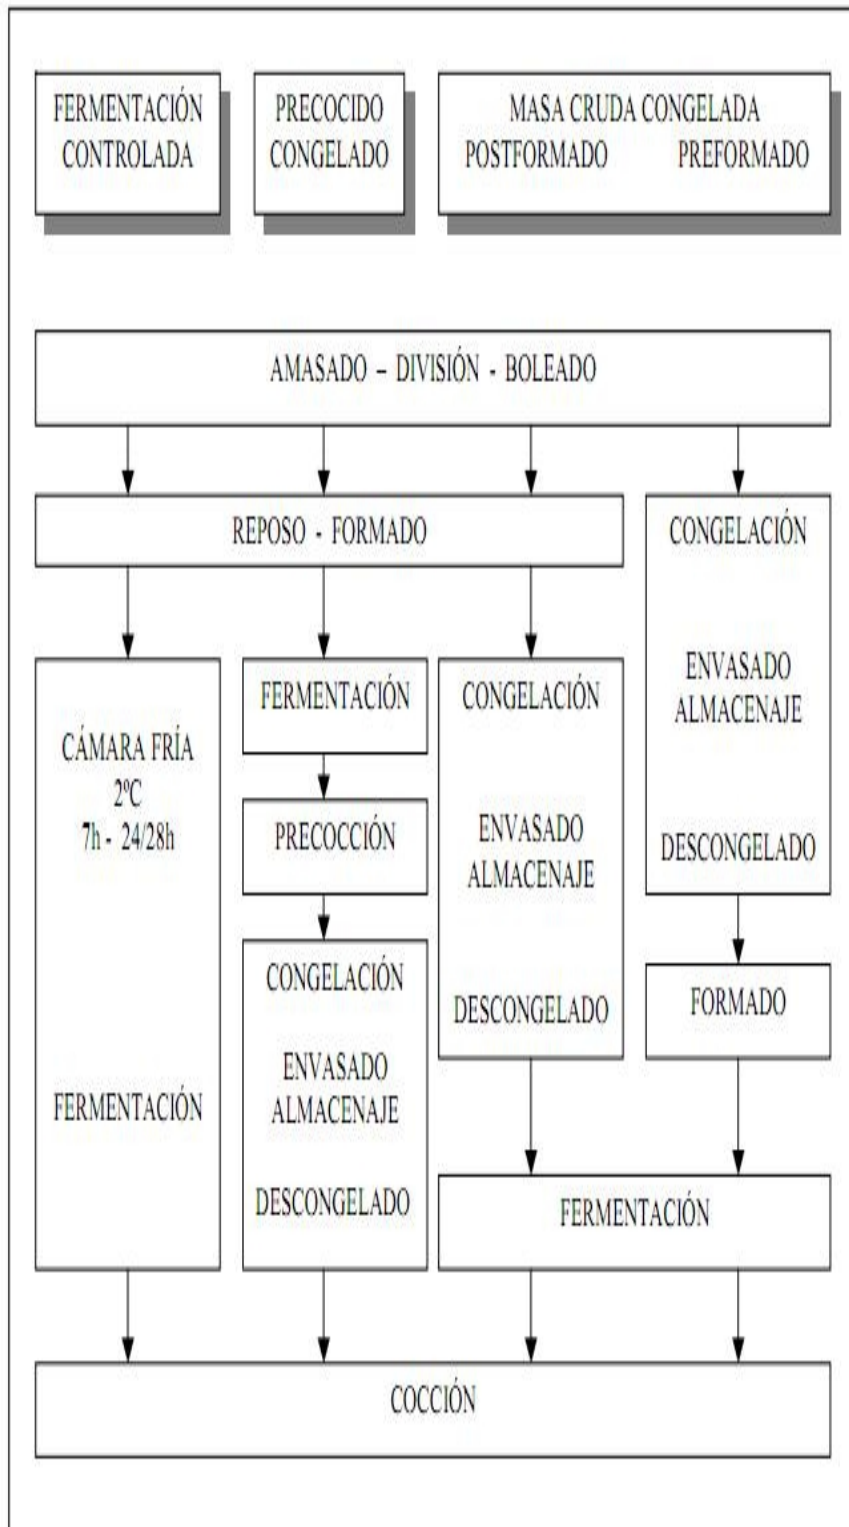 FERMENTACIÓN
CONTROLADA
PRECOCIDO
CONGELADO
MASA CRUDA CONGELADA
POSTFORMADO PREFORMADO
AMASADO – DIVISIÓN - BOLEADO
REPOSO - FORMADO
CÁMARA FRÍA
2ºC
7h - 24/28h
FERMENTACIÓN
FERMENTACIÓN
PRECOCCIÓN
CONGELACIÓN
ENVASADO
ALMACENAJE
DESCONGELADO
CONGELACIÓN
ENVASADO
ALMACENAJE
DESCONGELADO
CONGELACIÓN
ENVASADO
ALMACENAJE
DESCONGELADO
FORMADO
FERMENTACIÓN
COCCIÓN